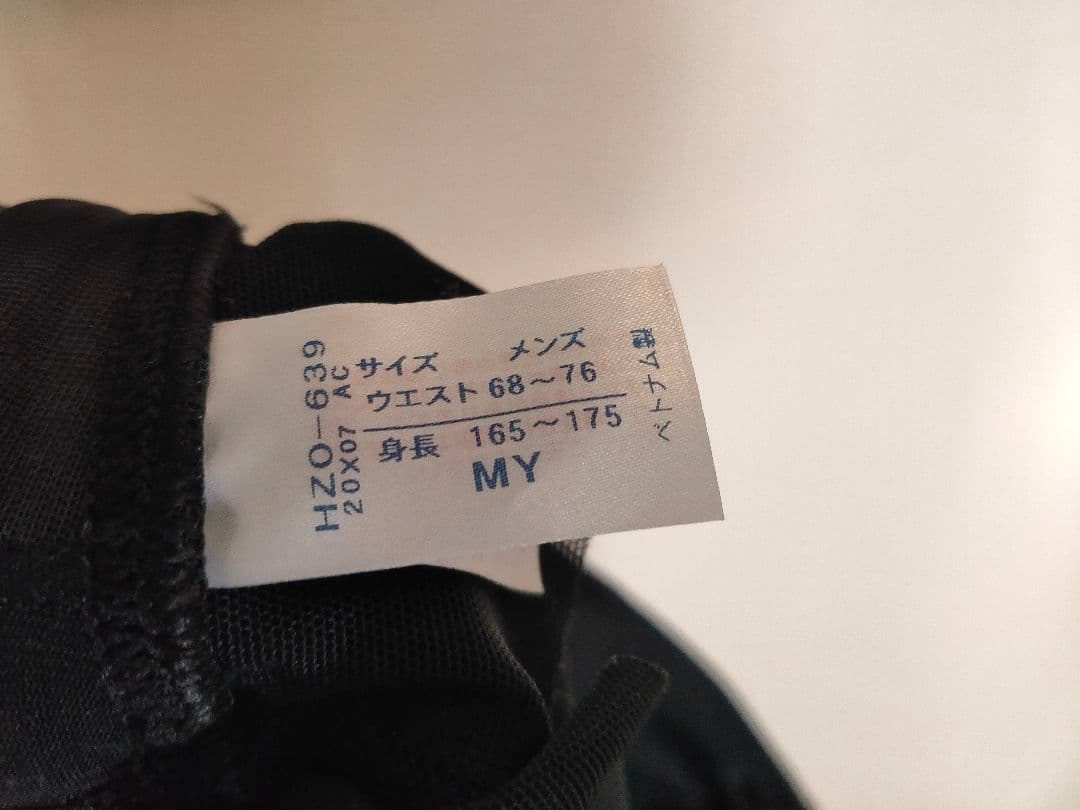 サイズ メンズ
ウエスト 68～76
身長 165～175
MY
HZO-639
20X07 AC
ベトナム製